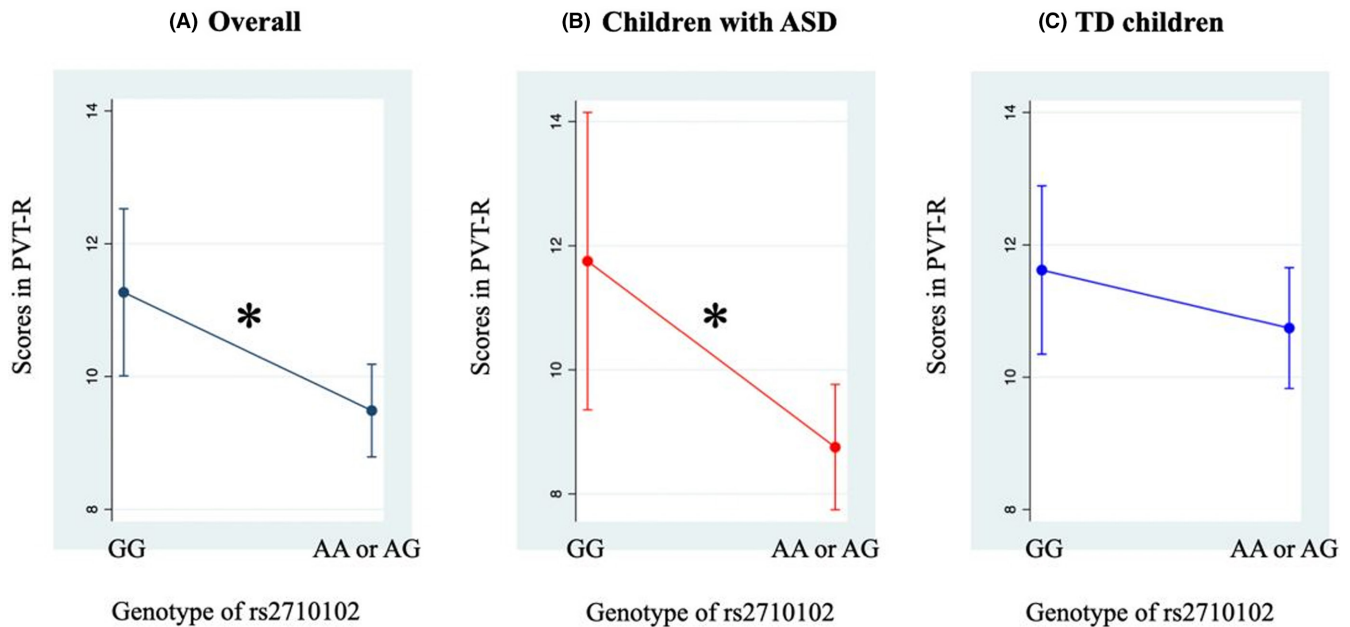 (A) Overall
Scores in PVT-R
14
12
10
8
*
GG
AA or AG
Genotype of rs2710102
(B) Children with ASD
Scores in PVT-R
14
12
10
8
*
GG
AA or AG
Genotype of rs2710102
(C) TD children
Scores in PVT-R
14
12
10
8
GG
AA or AG
Genotype of rs2710102